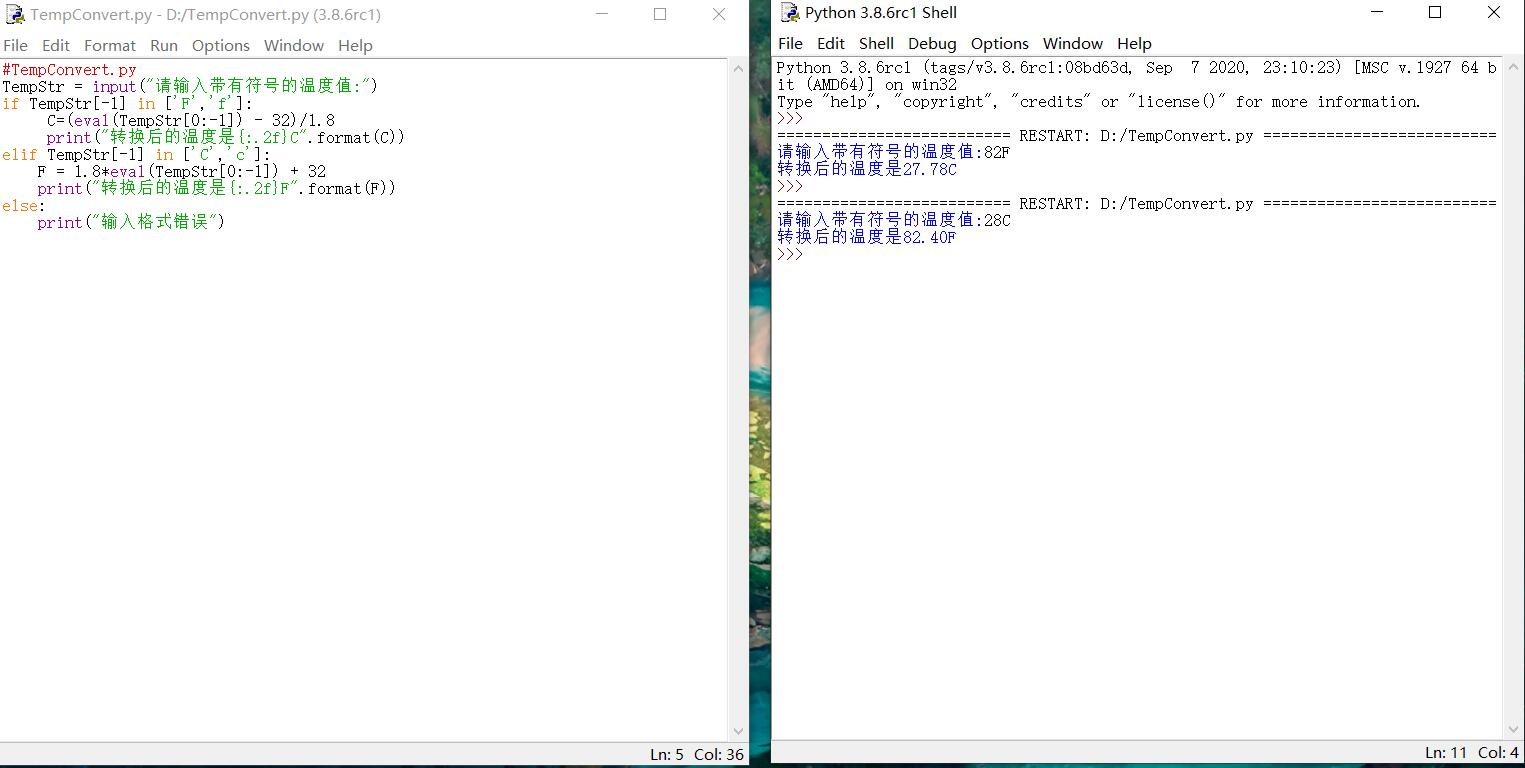 TempConvert.py - D:/TempConvert.py (3.8.6rc1)
File Edit Format Run Options Window Help
#TempConvert.py
TempStr = input("请输入带有符号的温度值:")
if TempStr[-1] in ['F','f']:
     C=(eval(TempStr[0:-1]) - 32)/1.8
     print("转换后的温度是{:.2f}C".format(C))
elif TempStr[-1] in ['C','c']:
    F = 1.8*eval(TempStr[0:-1]) + 32
    print("转换后的温度是{:.2f}F".format(F))
else:
    print("输入格式错误")
Ln: 5 Col: 36
Python 3.8.6rc1 Shell
File Edit Shell Debug Options Window Help
Python 3.8.6rc1 (tags/v3.8.6rc1:08bd63d, Sep  7 2020, 23:10:23) [MSC v.1927 64 b
it (AMD64)] on win32
Type "help", "copyright", "credits" or "license()" for more information.
>>>
========================== RESTART: D:/TempConvert.py ==========================
请输入带有符号的温度值:82F
转换后的温度是27.78C
>>>
========================== RESTART: D:/TempConvert.py ==========================
请输入带有符号的温度值:28C
转换后的温度是82.40F
>>>
Ln: 11 Col: 4